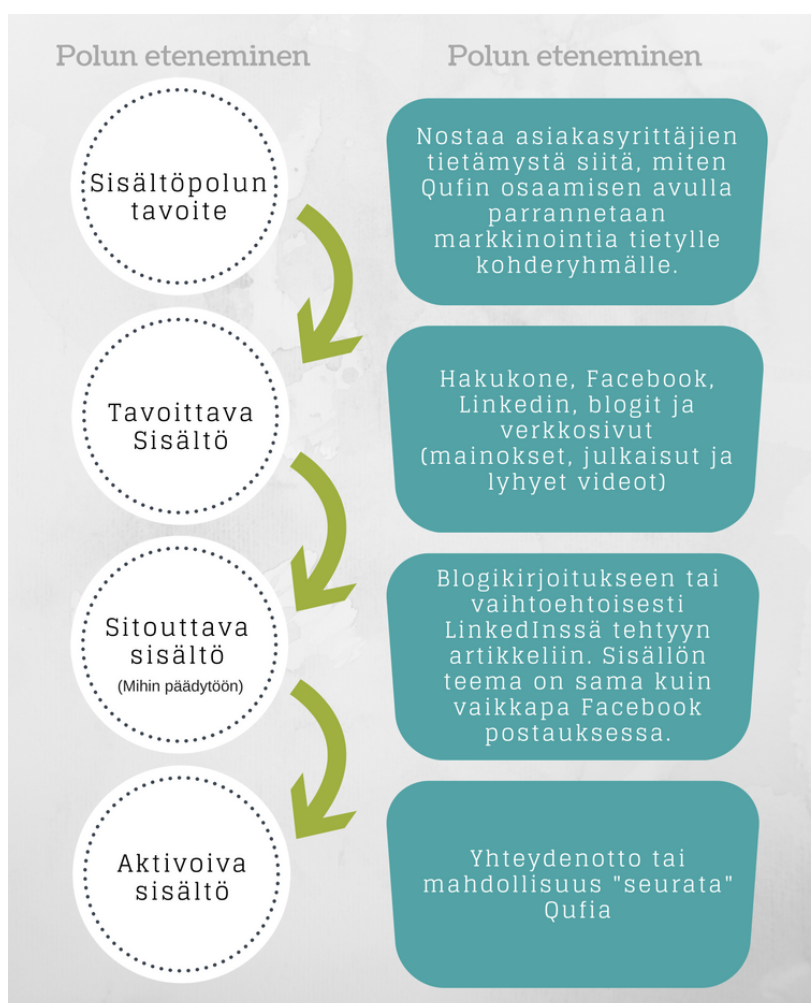 Polun eteneminen
Polun eteneminen
Sisältöpolun
tavoite
Nostaa asiakasyrittäjien
tietämystä siitä, miten
Qufin osaamisen avulla
parrannetaan
markkinointia tietylle
kohderyhmälle.
Tavoittava
Sisältö
Hakukone, Facebook,
Linkedin, blogit ja
verkkosivut
(mainokset, julkaisut ja
lyhyet videot)
Sitouttava
sisältö
(Mihin päädytöön)
Blogikirjoitukseen tai
vaihtoehtoisesti
LinkedInssä tehtyyn
artikkeliin. Sisällön
teema on sama kuin
vaikkapa Facebook
postauksessa.
Aktivoiva
sisältö
Yhteydenotto tai
mahdollisuus "seurata"
Qufia